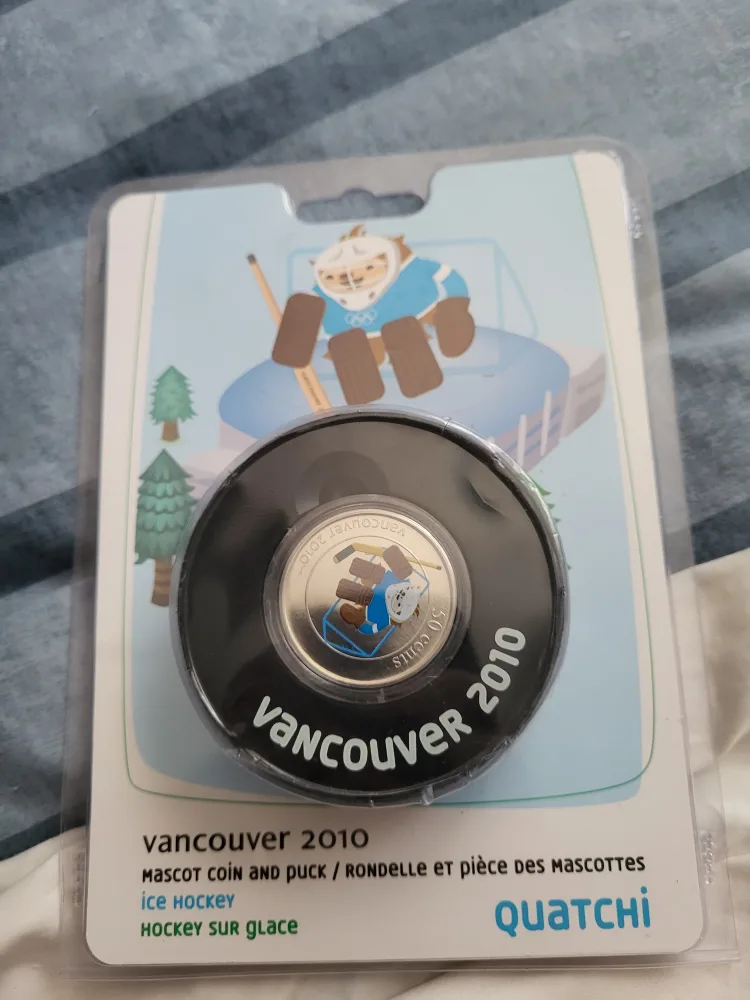 vancouver 2010™
50 cents
vancouver 2010
vancouver 2010
mascot coin and puck / rondelle et pièce des mascottes
ice hockey
hockey sur glace
quatchi